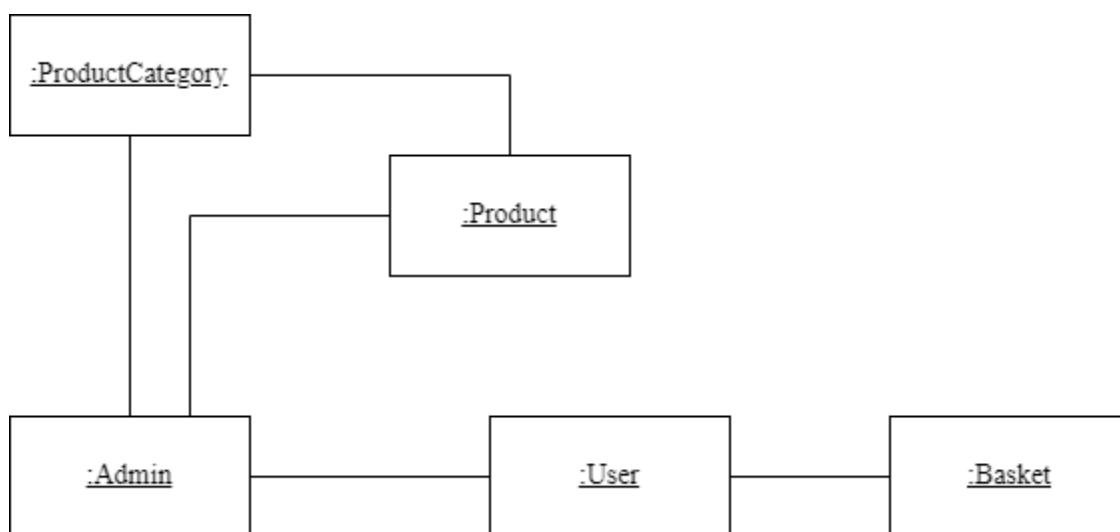 :ProductCategory
:Product
:Admin
:User
:Basket